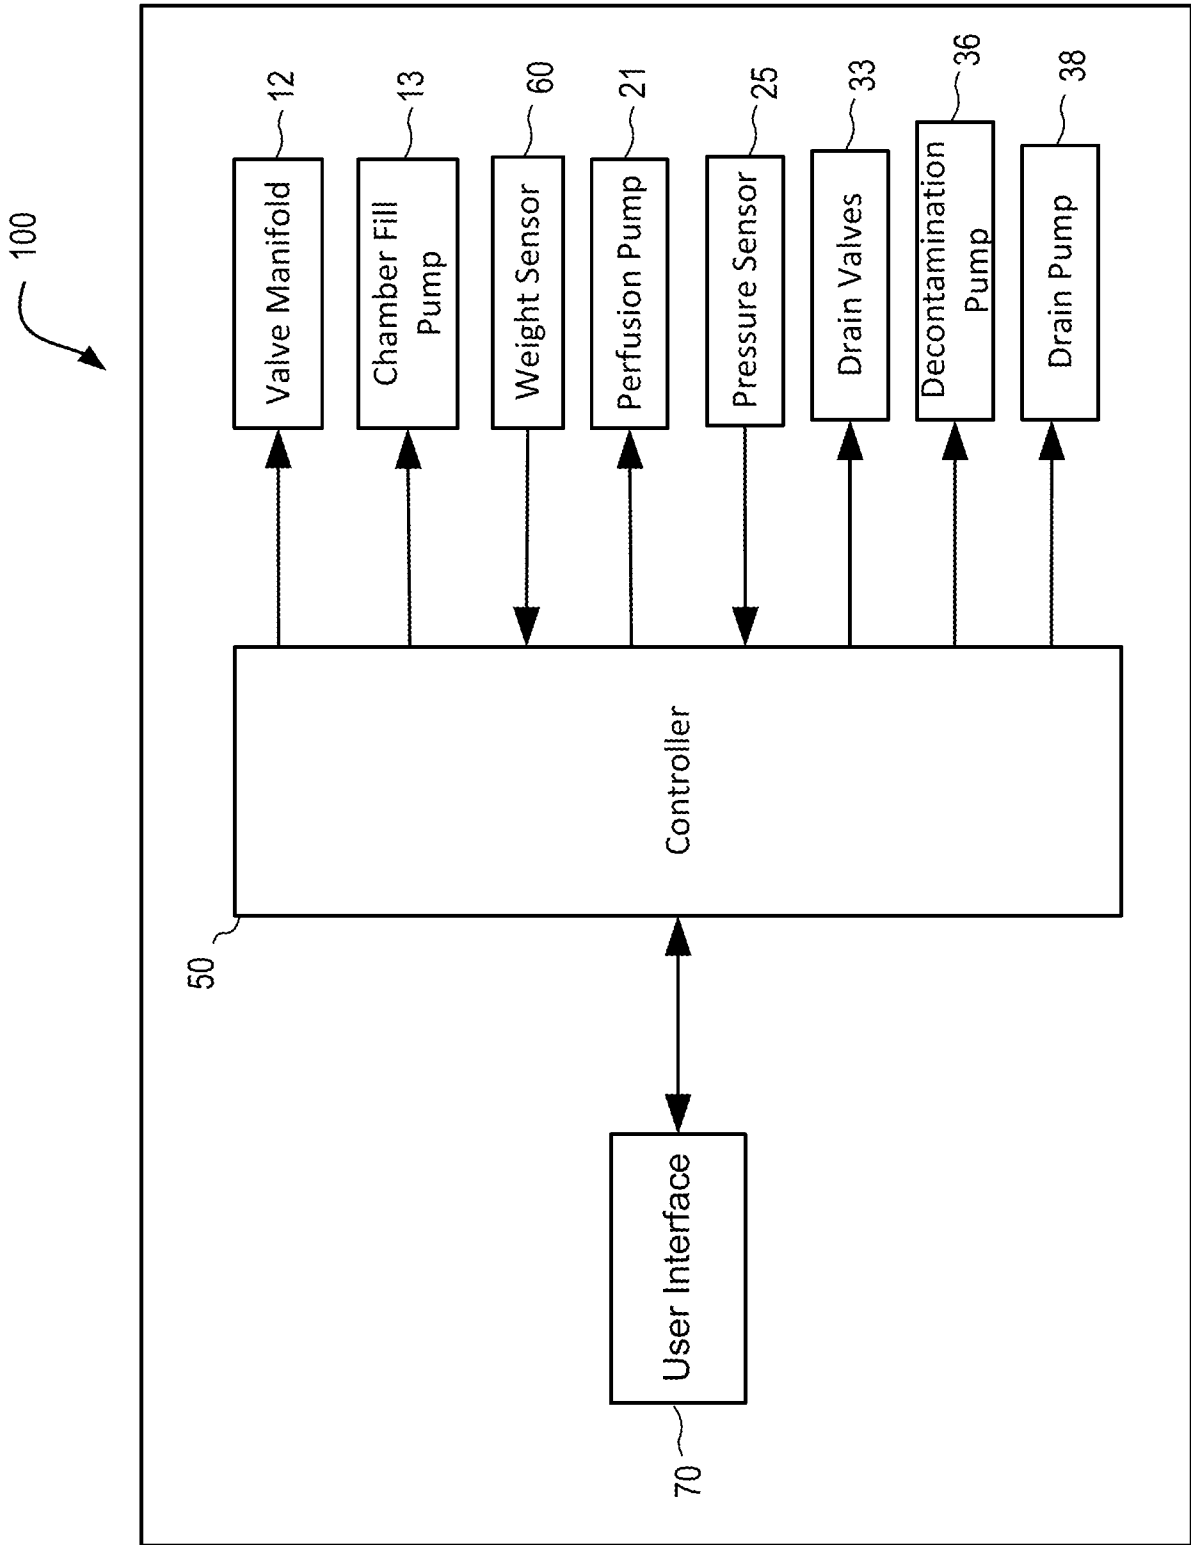 100
Valve Manifold
12
Chamber Fill
Pump
13
Weight Sensor
60
Perfusion Pump
21
Pressure Sensor
25
Drain Valves
33
Decontamination
Pump
36
Drain Pump
38
Controller
50
User Interface
70